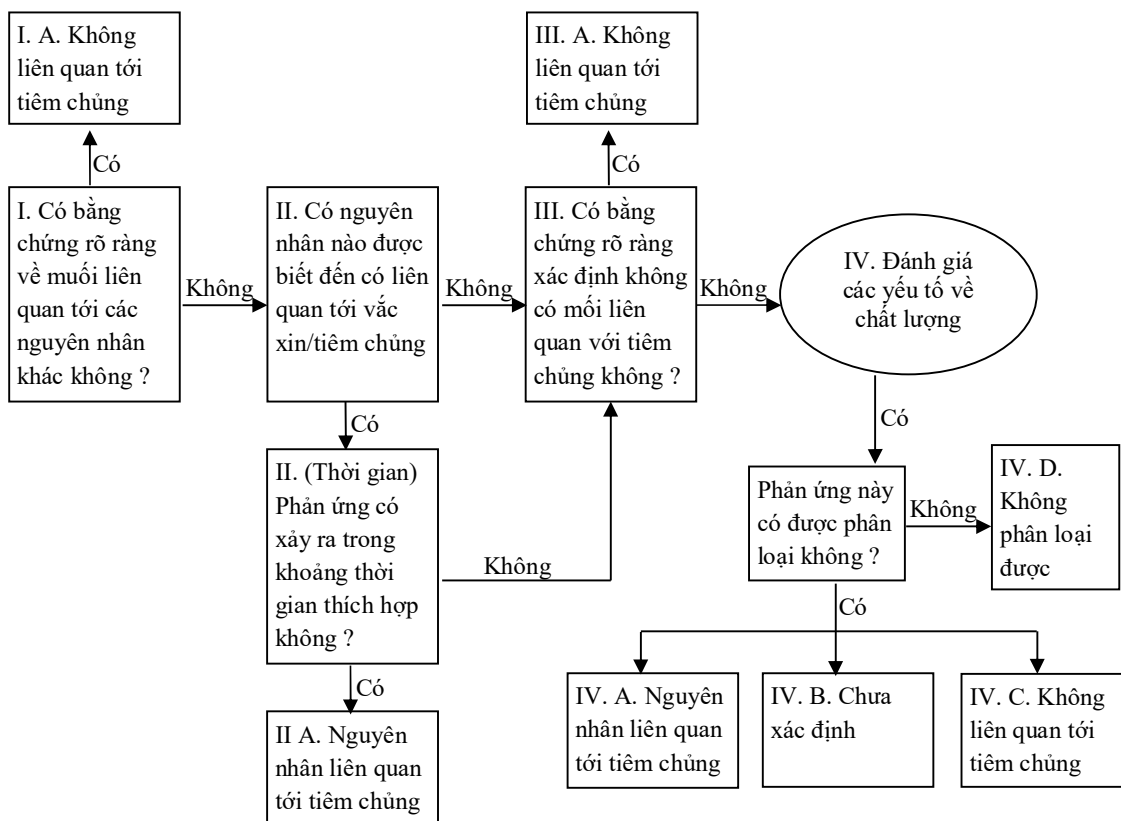 I. A. Không
liên quan tới
tiêm chủng
III. A. Không
liên quan tới
tiêm chủng
Có
Có
I. Có bằng
chứng rõ ràng
về muối liên
quan tới các
nguyên nhân
khác không ?
Không
II. Có nguyên
nhân nào được
biết đến có liên
quan tới vắc
xin/tiêm chủng
Không
III. Có bằng
chứng rõ ràng
xác định không
có mối liên
quan với tiêm
chủng không ?
Không
IV. Đánh giá
các yếu tố về
chất lượng
Có
Có
II. (Thời gian)
Phản ứng có
xảy ra trong
khoảng thời
gian thích hợp
không ?
Không
Phản ứng này
có được phân
loại không ?
Không
IV. D.
Không
phân loại
được
Có
Có
II A. Nguyên
nhân liên quan
tới tiêm chủng
IV. A. Nguyên
nhân liên quan
tới tiêm chủng
IV. B. Chưa
xác định
IV. C. Không
liên quan tới
tiêm chủng